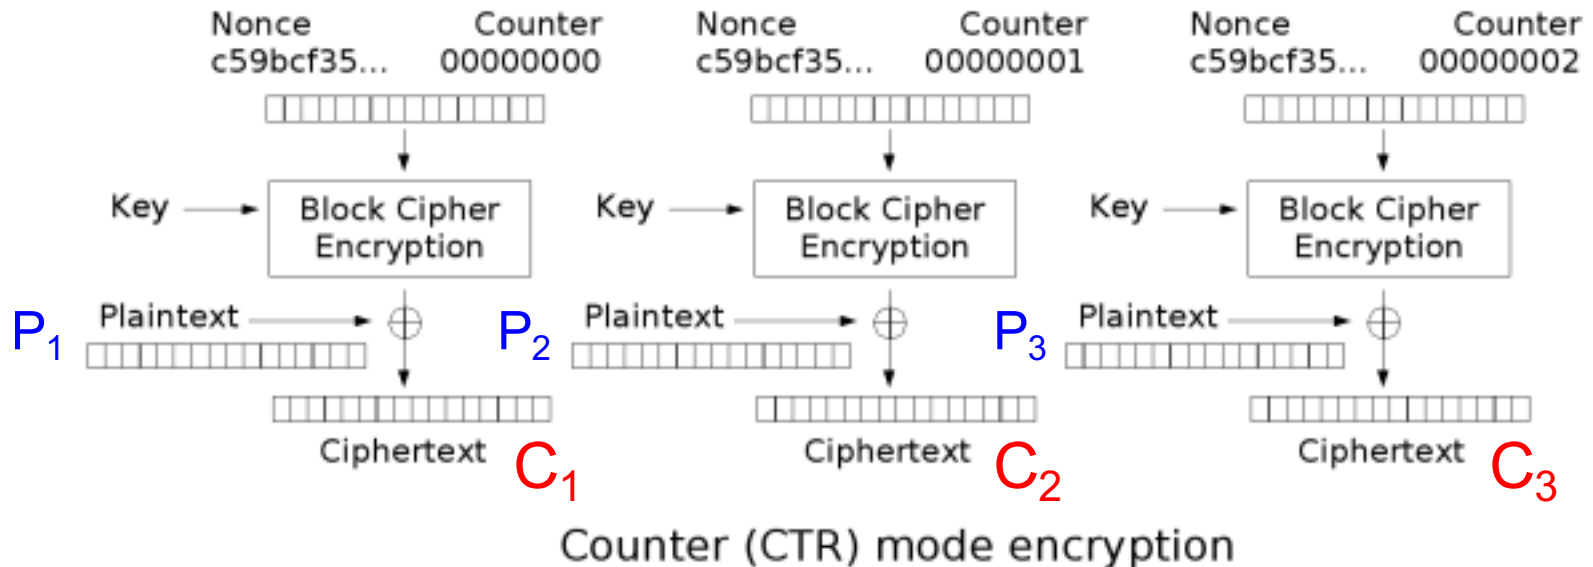 Nonce Counter Nonce Counter Nonce Counter
c59bcf35... 00000000 c59bcf35... 00000001 c59bcf35... 00000002
Key Block Cipher Encryption Key Block Cipher Encryption Key Block Cipher Encryption
P1 Plaintext P2 Plaintext P3 Plaintext
Ciphertext C1 Ciphertext C2 Ciphertext C3
Counter (CTR) mode encryption